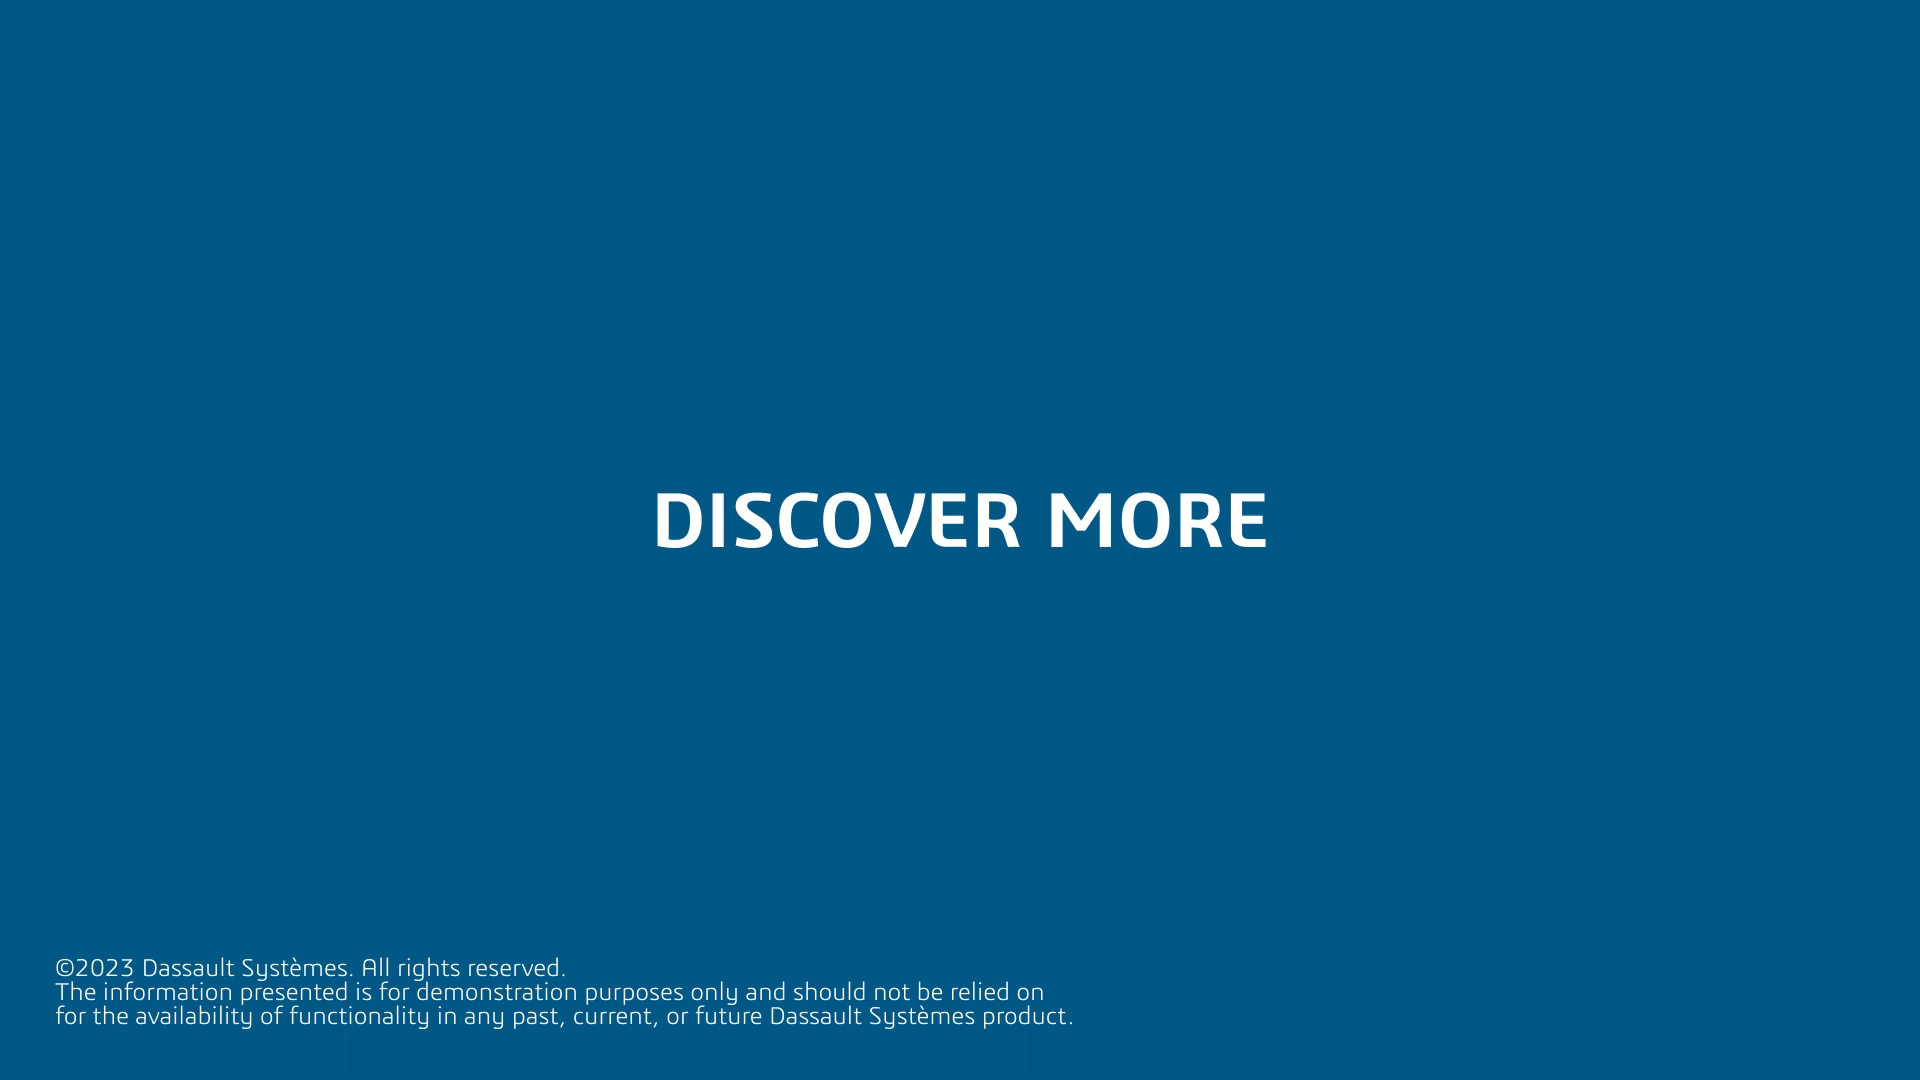 DISCOVER MORE
©2023 Dassault Systèmes. All rights reserved.
The information presented is for demonstration purposes only and should not be relied on
for the availability of functionality in any past, current, or future Dassault Systèmes product.